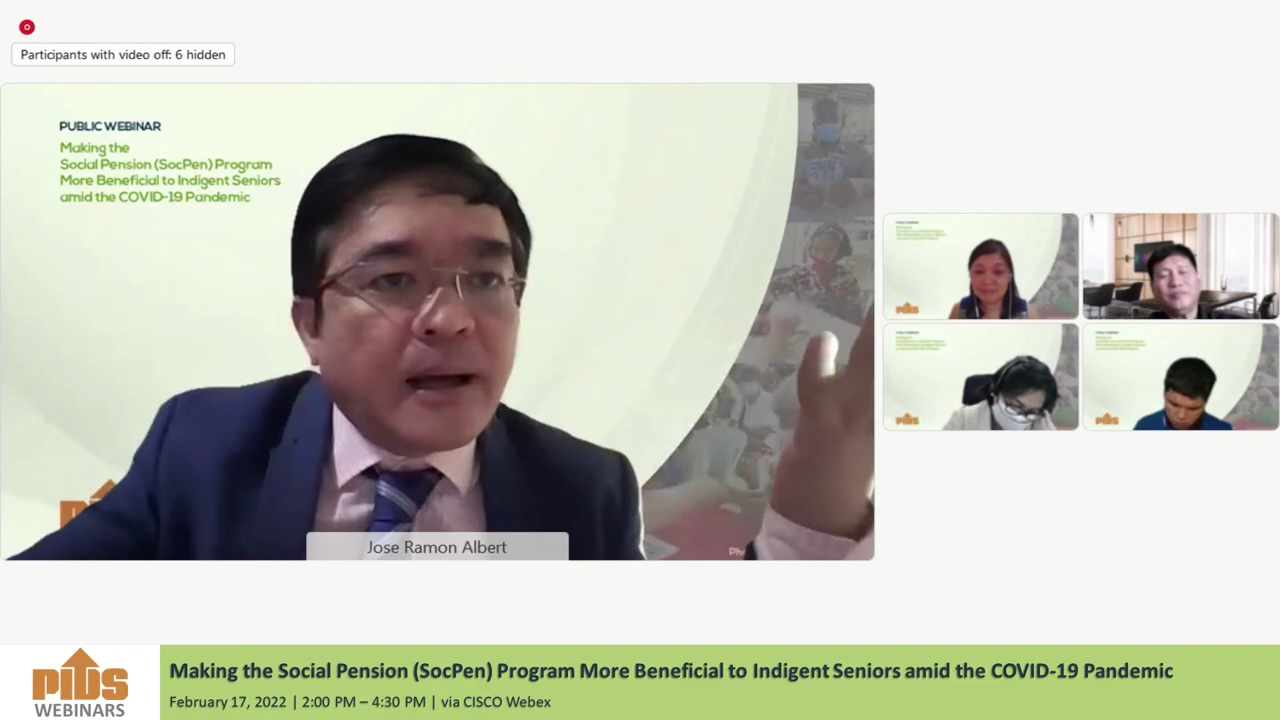 Participants with video off: 6 hidden
PUBLIC WEBINAR
Making the
Social Pension (SocPen) Program
More Beneficial to Indigent Seniors
amid the COVID-19 Pandemic
Jose Ramon Albert
pids
WEBINARS
Making the Social Pension (SocPen) Program More Beneficial to Indigent Seniors amid the COVID-19 Pandemic
February 17, 2022 | 2:00 PM – 4:30 PM | via CISCO Webex